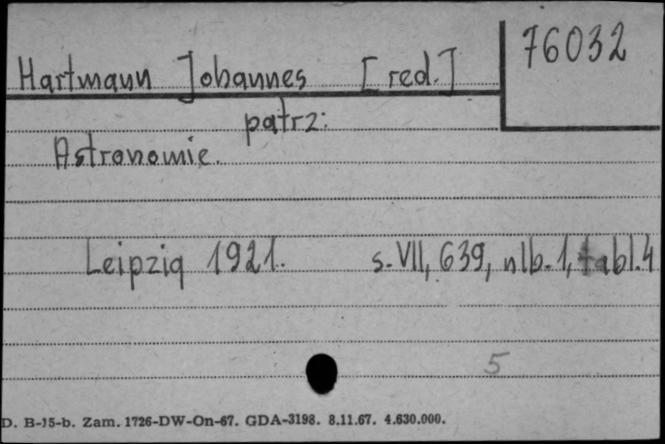 76032
Hartmann Johannes [red.]
patrz:
Astronomie.
Leipzig 1921. s. VII, 639, nlb. 1, tabl. 4
5
D. B-15-b. Zam. 1726-DW-On-67. GDA-3198. 8.11.67. 4.630.000.